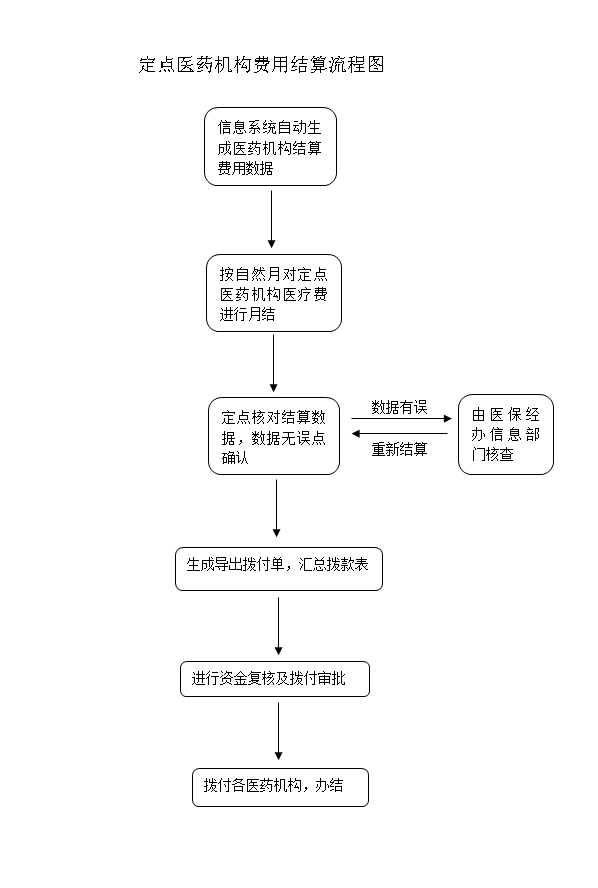 定点医药机构费用结算流程图
信息系统自动生
成医药机构结算
费用数据
按自然月对定点
医药机构医疗费
进行月结
定点核对结算数
据，数据无误点
确认
数据有误
重新结算
由医保经
办信息部
门核查
生成导出拨付单，汇总拨款表
进行资金复核及拨付审批
拨付各医药机构，办结